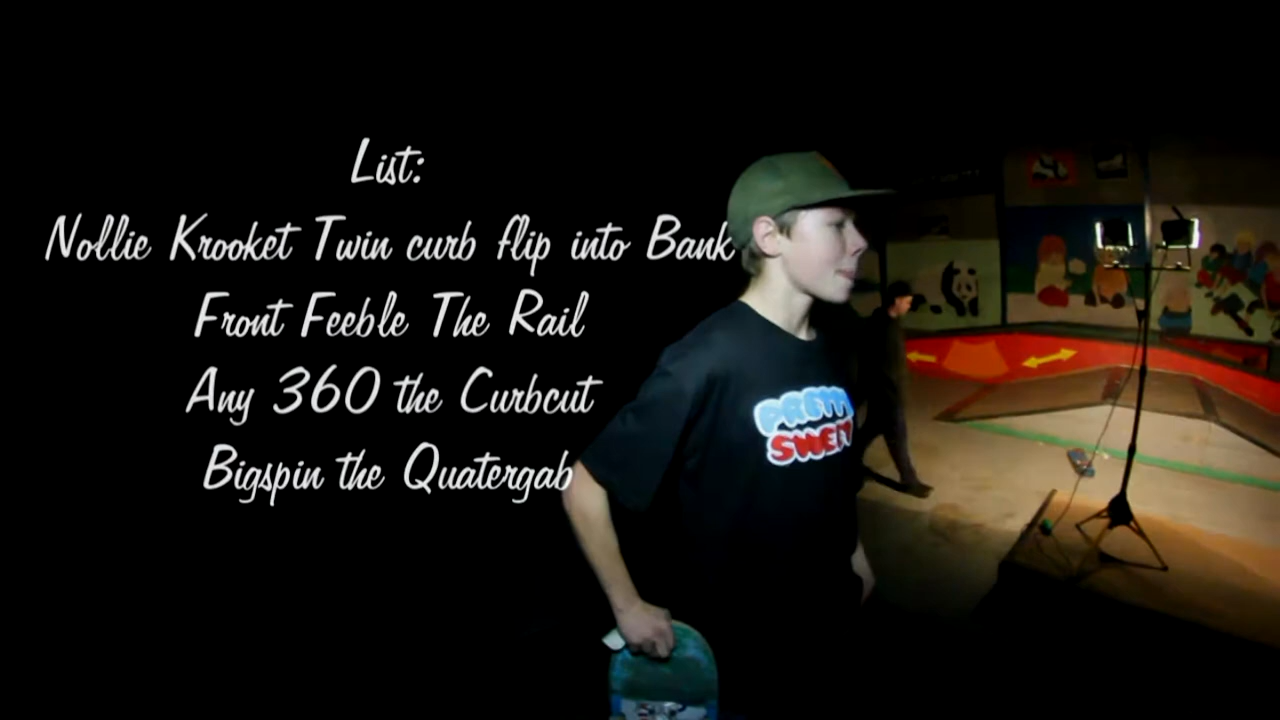 List:
Nollie Krooket Twin curb flip into Bank
Front Feeble The Rail
Any 360 the Curbcut
Bigspin the Quatergab
PRETTY
SWEET